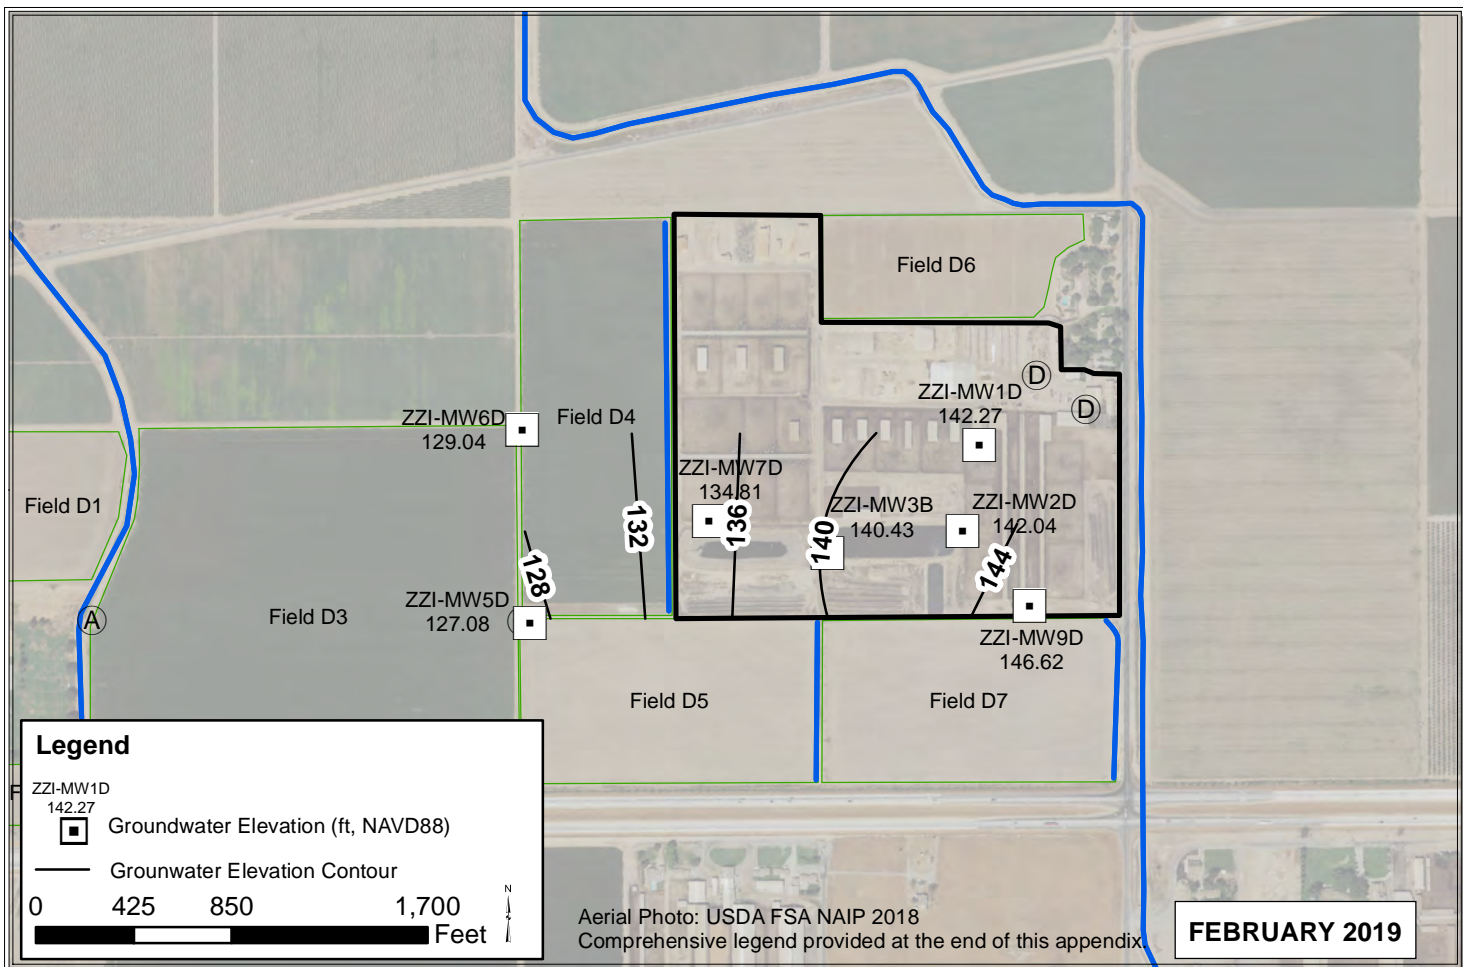 Field D6
D
D
ZZI-MW1D
142.27
ZZI-MW6D
129.04
Field D4
ZZI-MW7D
134.81
136
132
ZZI-MW3B
140.43
140
ZZI-MW2D
142.04
144
Field D1
128
ZZI-MW5D
127.08
Field D3
A
ZZI-MW9D
146.62
Field D5
Field D7
F
Legend
ZZI-MW1D
142.27
Groundwater Elevation (ft, NAVD88)
Grounwater Elevation Contour
0 425 850 1,700
Feet
N
Aerial Photo: USDA FSA NAIP 2018
Comprehensive legend provided at the end of this appendix.
FEBRUARY 2019